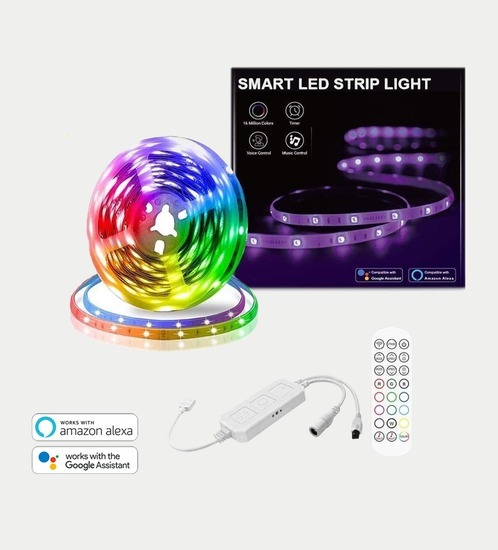 SMART LED STRIP LIGHT
16 Million Colors
Timer
Voice Control
Music Control
Compatible with
Google Assistant
Compatible with
Amazon Alexa
WORKS WITH
amazon alexa
works with the
Google Assistant
R G B
W